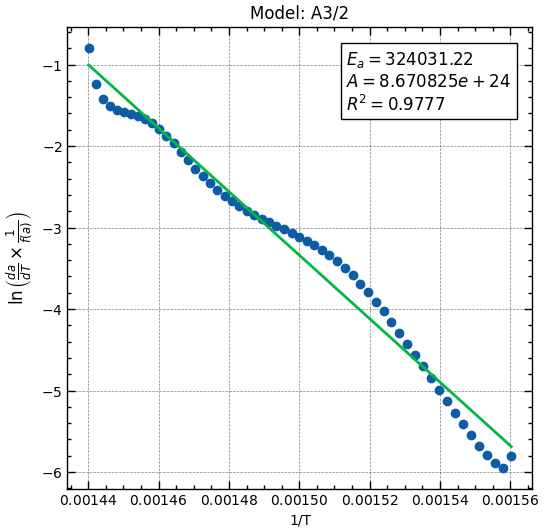 Model: A3/2
E_a = 324031.22
A = 8.670825e + 24
R^2 = 0.9777
−1
−2
−3
−4
−5
−6
ln (da/dT × 1/f(a))
0.00144 0.00146 0.00148 0.00150 0.00152 0.00154 0.00156
1/T